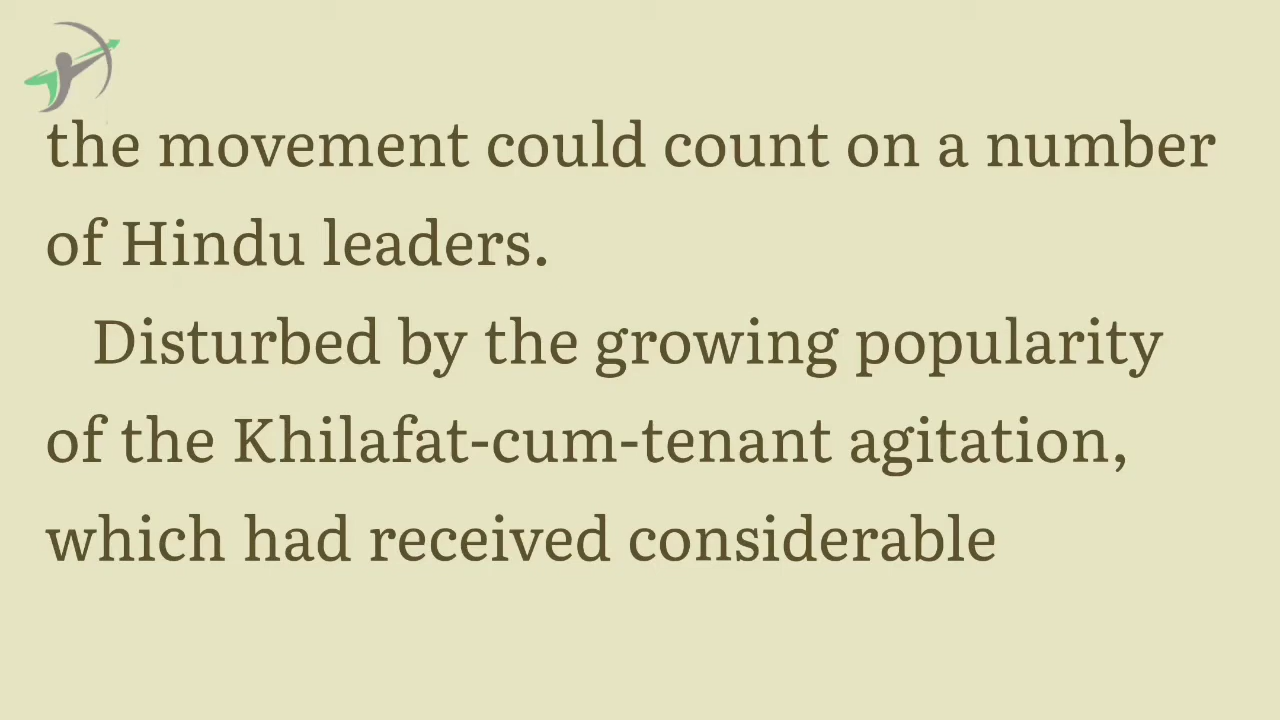 the movement could count on a number
of Hindu leaders.
Disturbed by the growing popularity
of the Khilafat-cum-tenant agitation,
which had received considerable